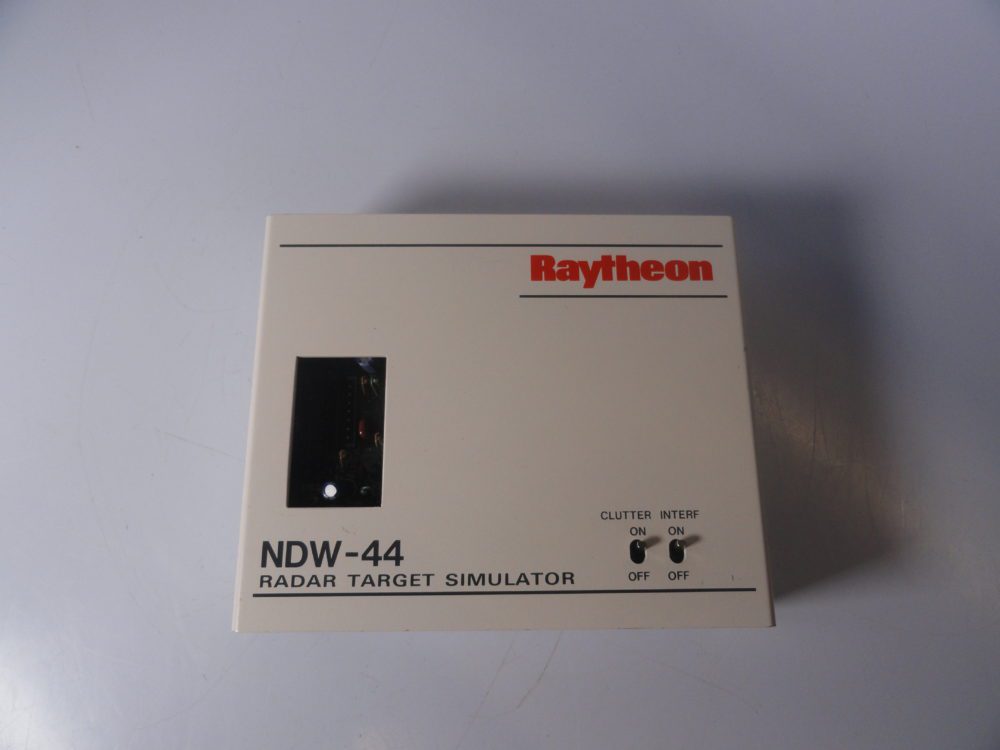 Raytheon
NDW-44
RADAR TARGET SIMULATOR
CLUTTER INTERF
ON ON
OFF OFF